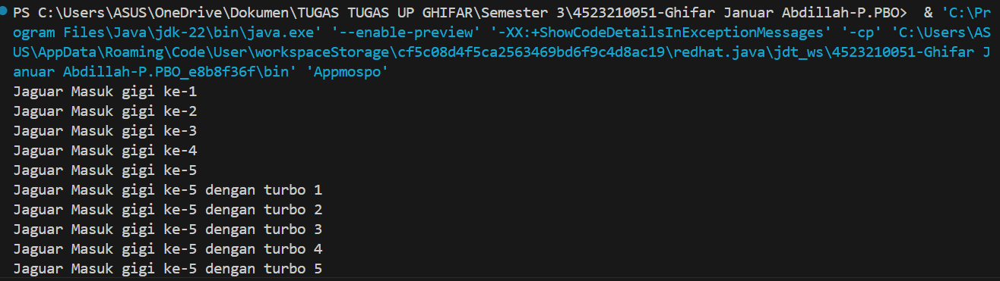 PS C:\Users\ASUS\OneDrive\Dokumen\TUGAS TUGAS UP GHIFAR\Semester 3\4523210051-Ghifar Januar Abdillah-P.PBO>  & 'C:\Pr
ogram Files\Java\jdk-22\bin\java.exe' '--enable-preview' '-XX:+ShowCodeDetailsInExceptionMessages' '-cp' 'C:\Users\AS
US\AppData\Roaming\Code\User\workspaceStorage\cf5c08d4f5ca2563469bd6f9c4d8ac19\redhat.java\jdt_ws\4523210051-Ghifar J
anuar Abdillah-P.PBO_e8b8f36f\bin' 'Appmospo'
Jaguar Masuk gigi ke-1
Jaguar Masuk gigi ke-2
Jaguar Masuk gigi ke-3
Jaguar Masuk gigi ke-4
Jaguar Masuk gigi ke-5
Jaguar Masuk gigi ke-5 dengan turbo 1
Jaguar Masuk gigi ke-5 dengan turbo 2
Jaguar Masuk gigi ke-5 dengan turbo 3
Jaguar Masuk gigi ke-5 dengan turbo 4
Jaguar Masuk gigi ke-5 dengan turbo 5